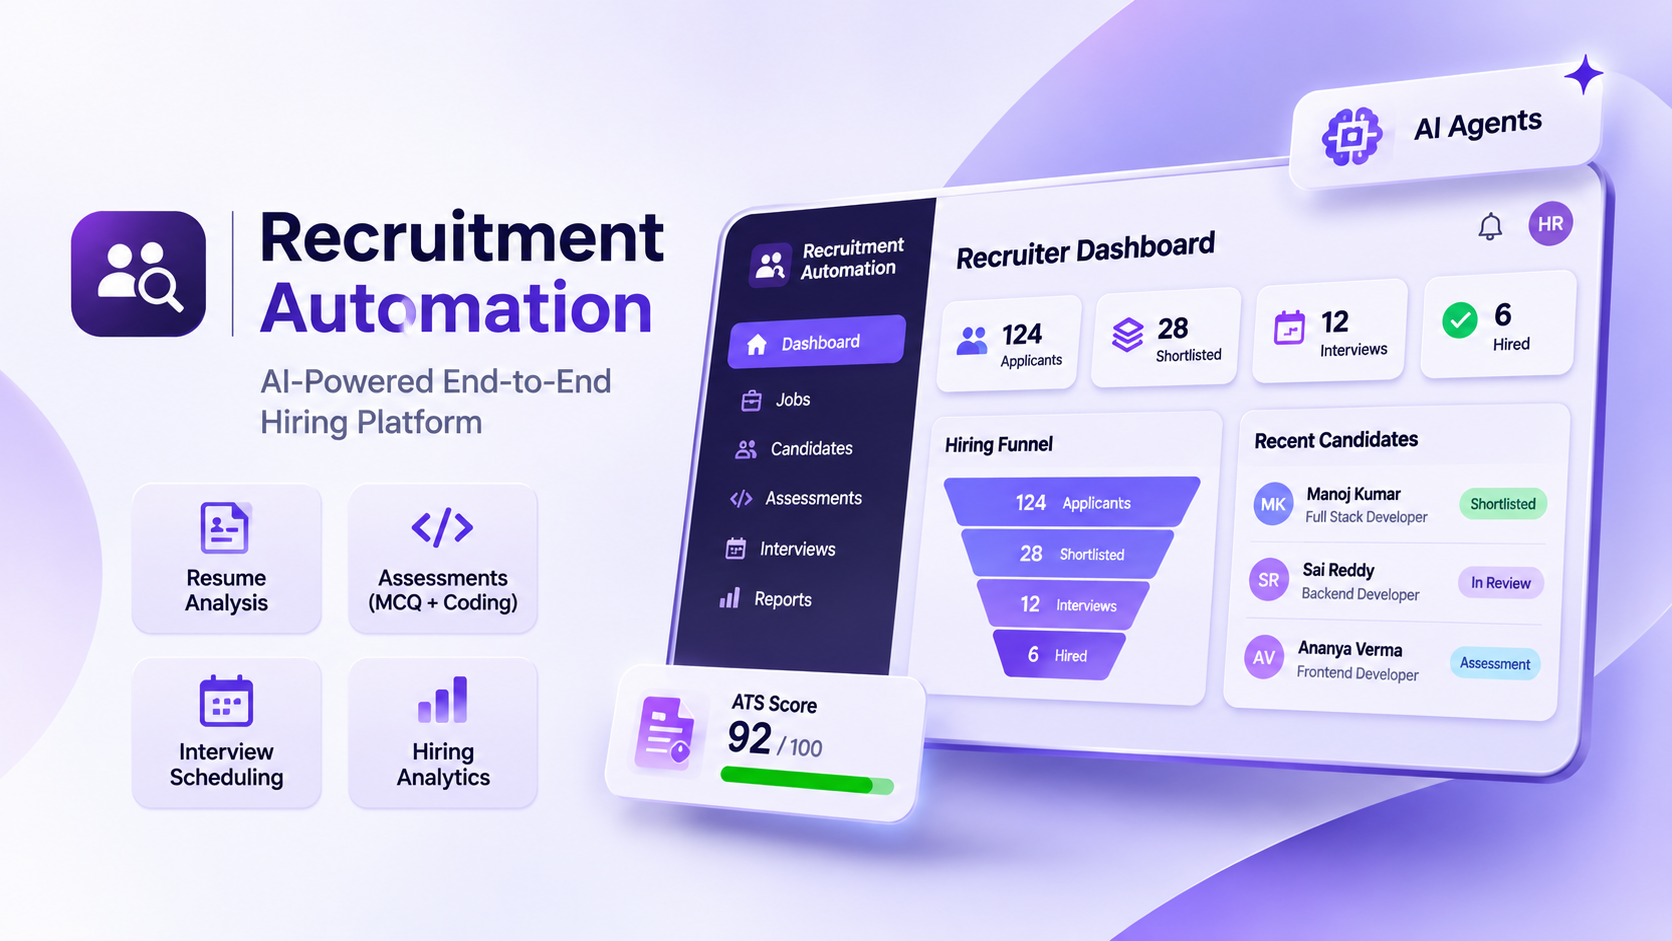 Recruitment
Automation
AI-Powered End-to-End
Hiring Platform
Resume
Analysis
Assessments
(MCQ + Coding)
Interview
Scheduling
Hiring
Analytics
AI Agents
Recruitment
Automation
Dashboard
Jobs
Candidates
Assessments
Interviews
Reports
Recruiter Dashboard
HR
124
Applicants
28
Shortlisted
12
Interviews
6
Hired
Hiring Funnel
124 Applicants
28 Shortlisted
12 Interviews
6 Hired
Recent Candidates
MK
Manoj Kumar
Full Stack Developer
Shortlisted
SR
Sai Reddy
Backend Developer
In Review
AV
Ananya Verma
Frontend Developer
Assessment
ATS Score
92 / 100